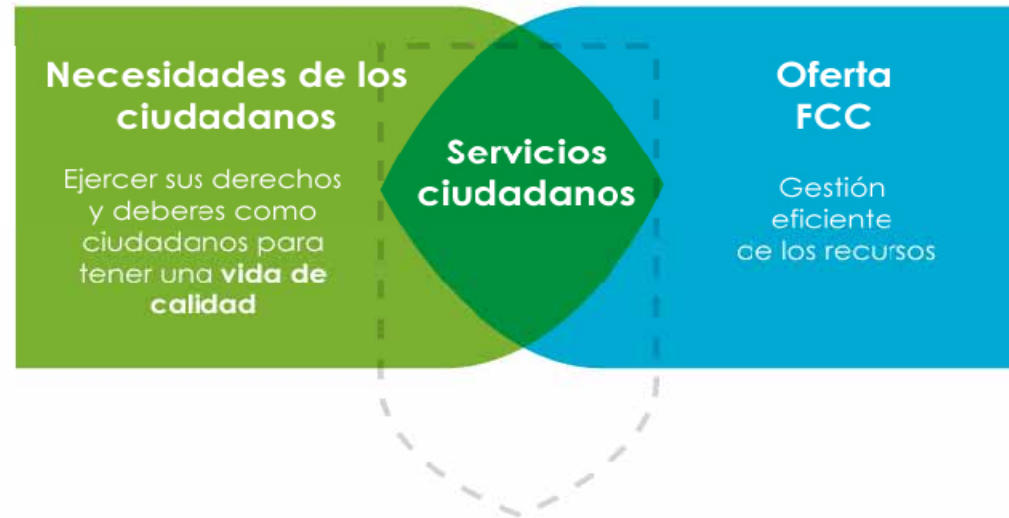 Necesidades de los
ciudadanos
Ejercer sus derechos
y deberes como
ciudadanos para
tener una vida de
calidad
Servicios
ciudadanos
Oferta
FCC
Gestión
eficiente
de los recursos